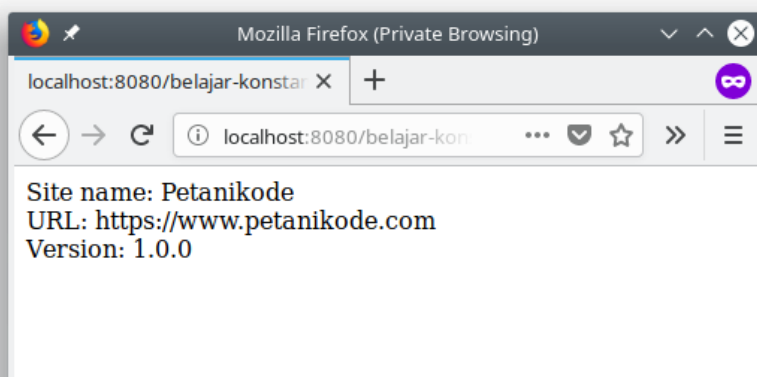 Mozilla Firefox (Private Browsing)
localhost:8080/belajar-konstan
localhost:8080/belajar-kon
Site name: Petanikode
URL: https://www.petanikode.com
Version: 1.0.0